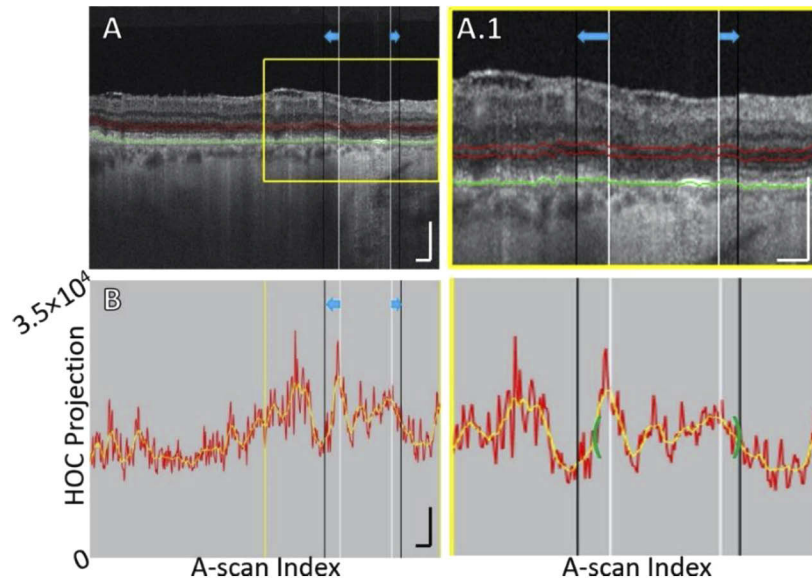 A
A.1
3.5×10⁴
B
HOC Projection
0
A-scan Index
A-scan Index